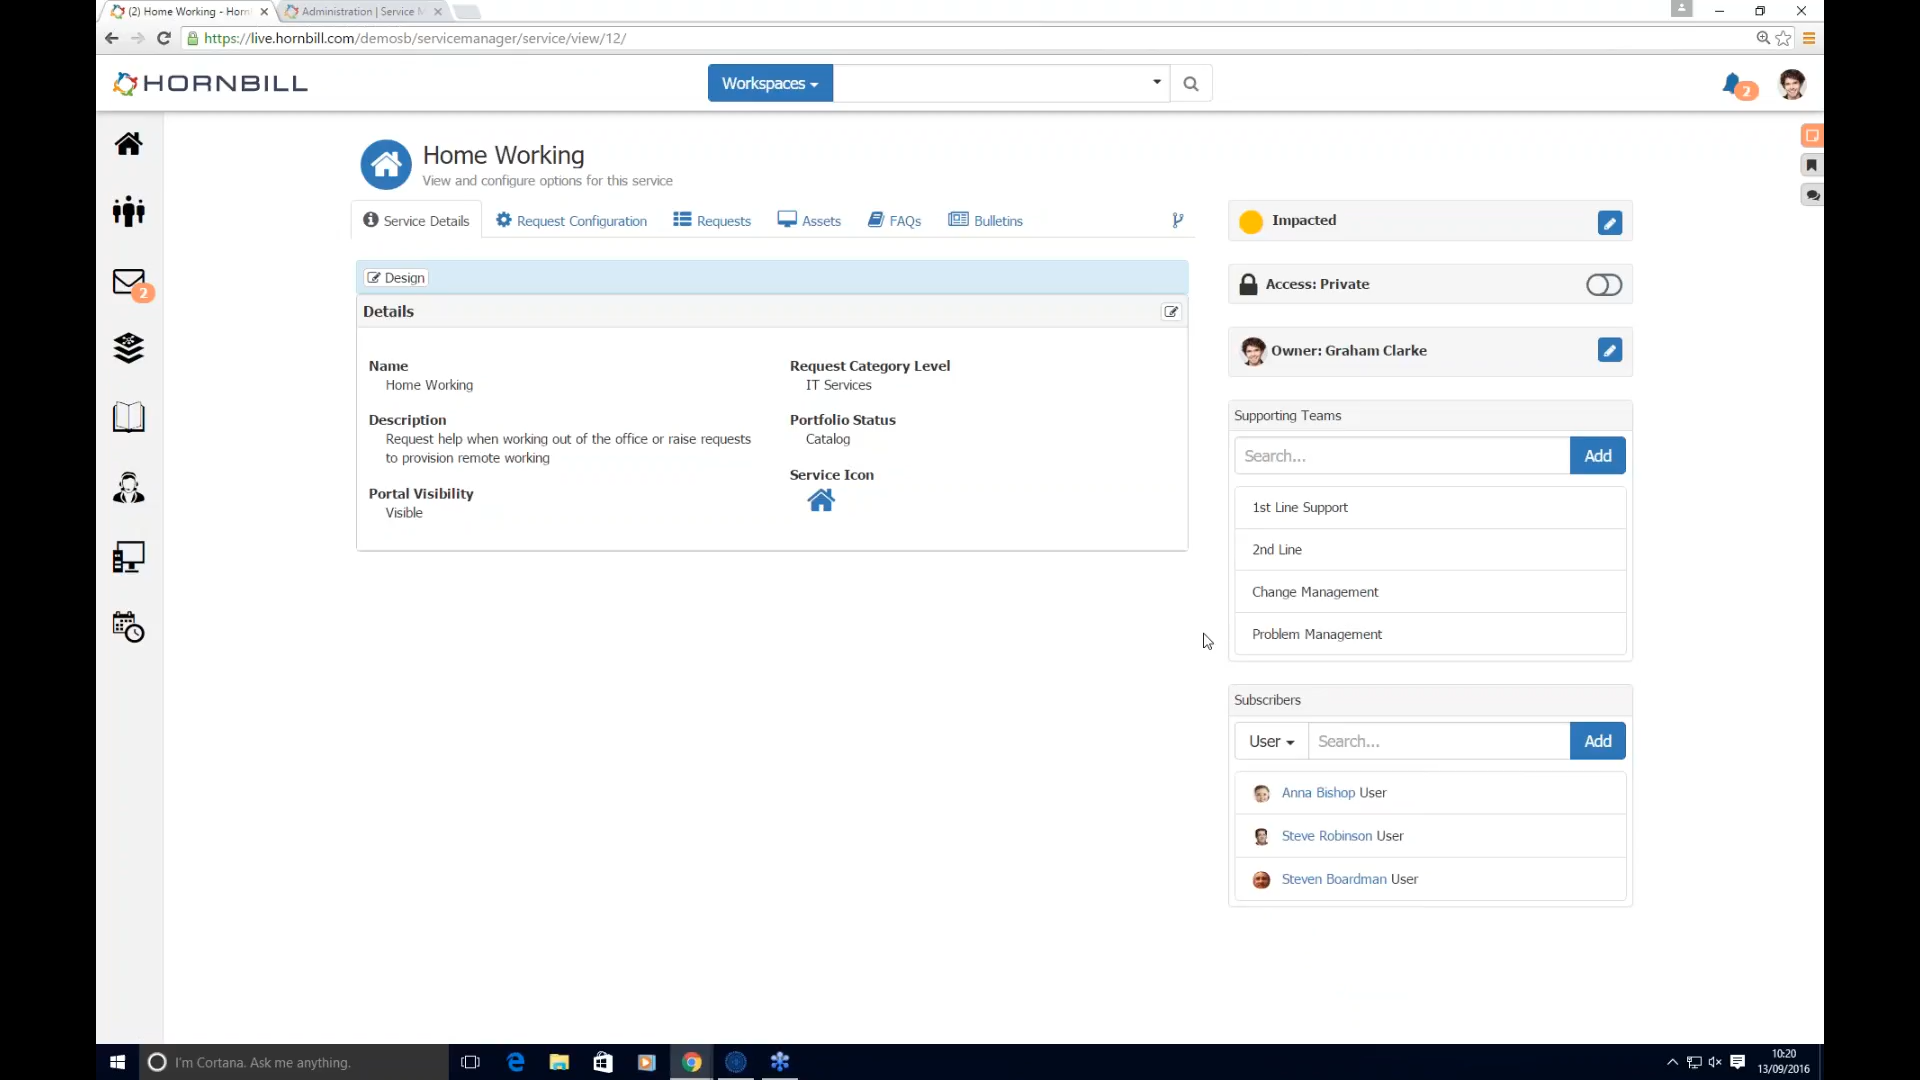 (2) Home Working - Horn
Administration | Service M
https://live.hornbill.com/demosb/servicemanager/service/view/12/
HORNBILL
Workspaces
2
Home Working
View and configure options for this service
Service Details
Request Configuration
Requests
Assets
FAQs
Bulletins
Impacted
Design
Access: Private
Details
2
Owner: Graham Clarke
Name
Home Working
Request Category Level
IT Services
Description
Request help when working out of the office or raise requests
to provision remote working
Portfolio Status
Catalog
Portal Visibility
Visible
Service Icon
Supporting Teams
Search...
Add
1st Line Support
2nd Line
Change Management
Problem Management
Subscribers
User
Search...
Add
Anna Bishop User
Steve Robinson User
Steven Boardman User
I'm Cortana. Ask me anything.
10:20
13/09/2016